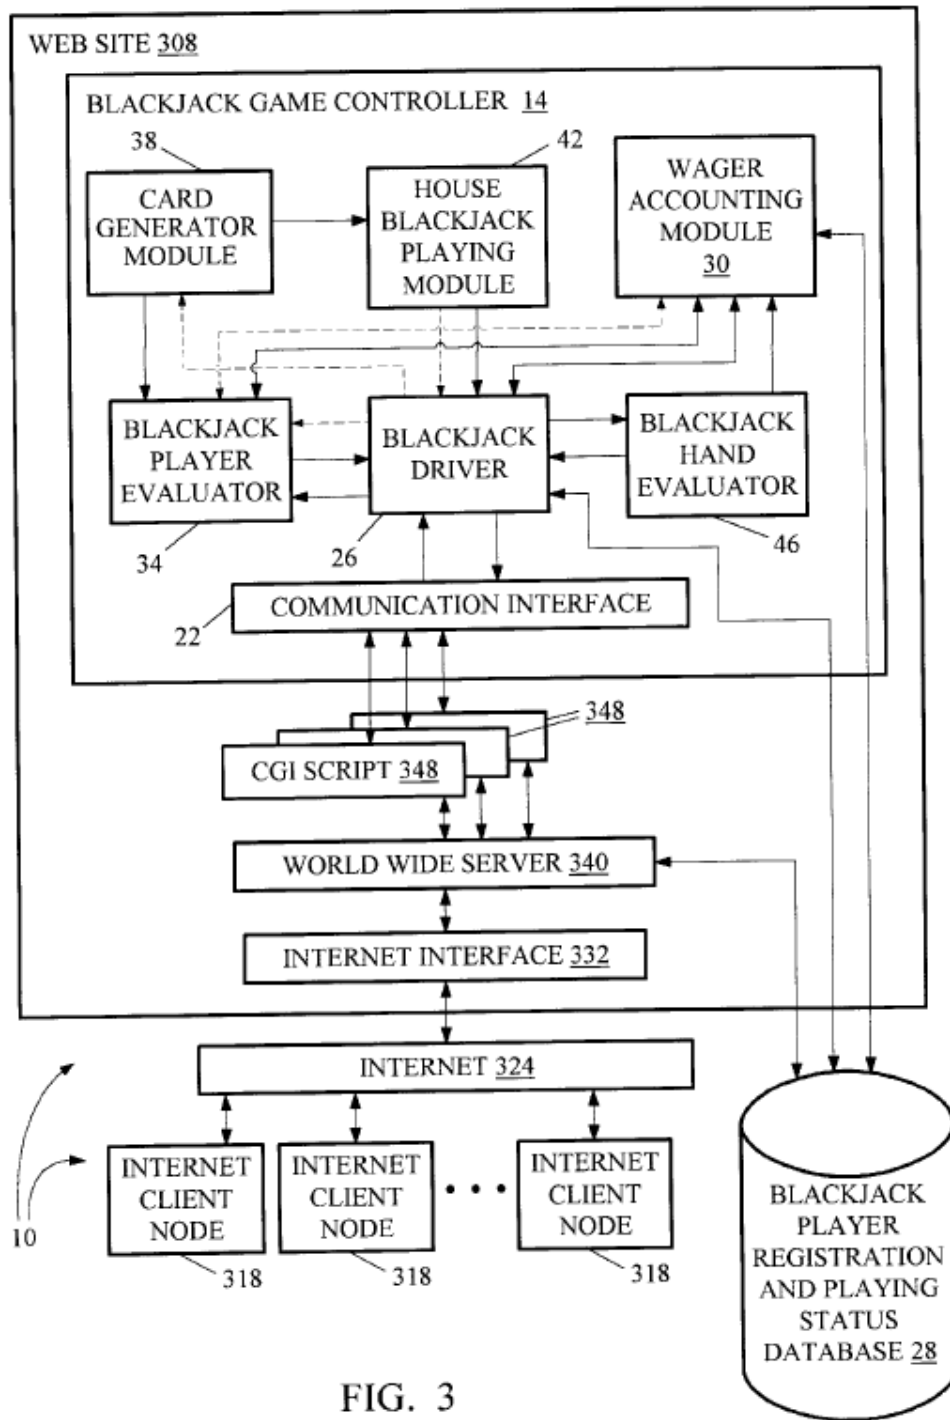 WEB SITE 308
BLACKJACK GAME CONTROLLER 14
38
42
CARD
GENERATOR
MODULE
HOUSE
BLACKJACK
PLAYING
MODULE
WAGER
ACCOUNTING
MODULE
30
BLACKJACK
PLAYER
EVALUATOR
BLACKJACK
DRIVER
BLACKJACK
HAND
EVALUATOR
34
26
46
22
COMMUNICATION INTERFACE
348
CGI SCRIPT 348
WORLD WIDE SERVER 340
INTERNET INTERFACE 332
INTERNET 324
INTERNET
CLIENT
NODE
INTERNET
CLIENT
NODE
INTERNET
CLIENT
NODE
10
318
318
318
BLACKJACK
PLAYER
REGISTRATION
AND PLAYING
STATUS
DATABASE 28
FIG. 3